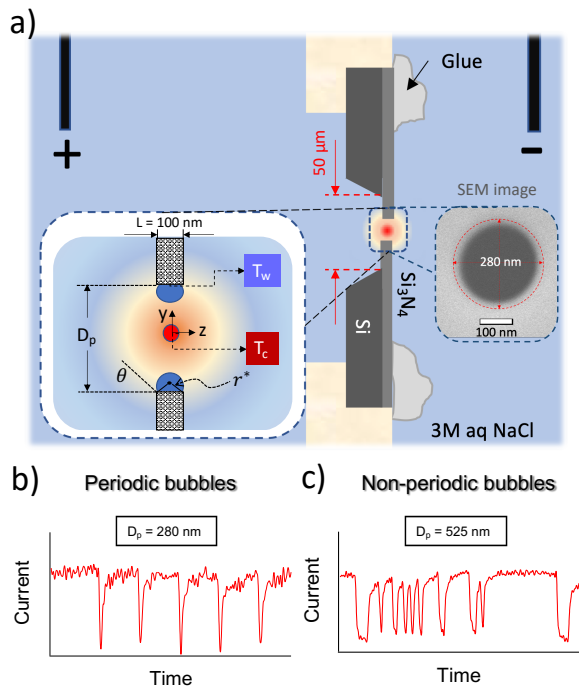 a)
Glue
+
-
50 μm
SEM image
L = 100 nm
T_w
280 nm
D_p
y
z
T_c
Si₃N₄
Si
100 nm
θ
r*
3M aq NaCl
b)
Periodic bubbles
c)
Non-periodic bubbles
D_p = 280 nm
D_p = 525 nm
Current
Time
Current
Time